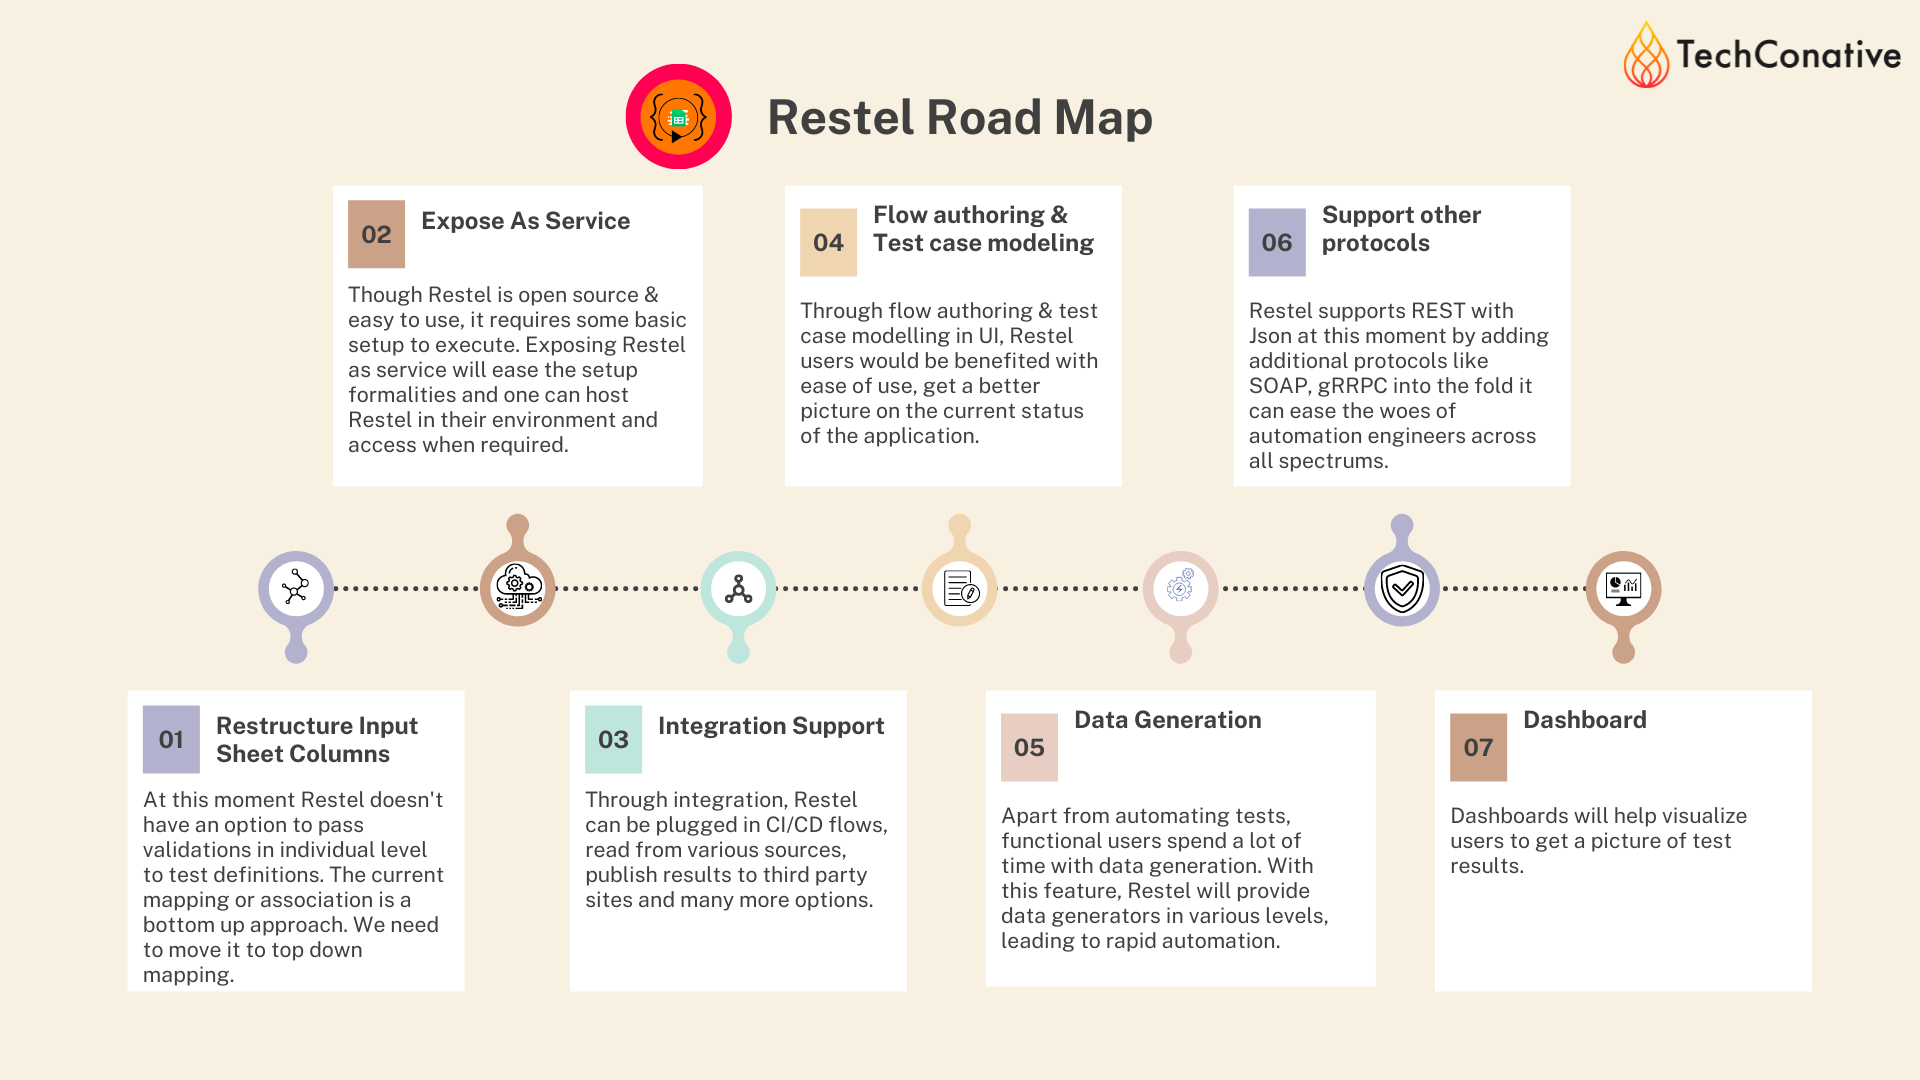 TechConative
Restel Road Map
02
Expose As Service
Though Restel is open source &
easy to use, it requires some basic
setup to execute. Exposing Restel
as service will ease the setup
formalities and one can host
Restel in their environment and
access when required.
04
Flow authoring &
Test case modeling
Through flow authoring & test
case modelling in UI, Restel
users would be benefited with
ease of use, get a better
picture on the current status
of the application.
06
Support other
protocols
Restel supports REST with
Json at this moment by adding
additional protocols like
SOAP, gRRPC into the fold it
can ease the woes of
automation engineers across
all spectrums.
01
Restructure Input
Sheet Columns
At this moment Restel doesn't
have an option to pass
validations in individual level
to test definitions. The current
mapping or association is a
bottom up approach. We need
to move it to top down
mapping.
03
Integration Support
Through integration, Restel
can be plugged in CI/CD flows,
read from various sources,
publish results to third party
sites and many more options.
05
Data Generation
Apart from automating tests,
functional users spend a lot of
time with data generation. With
this feature, Restel will provide
data generators in various levels,
leading to rapid automation.
07
Dashboard
Dashboards will help visualize
users to get a picture of test
results.